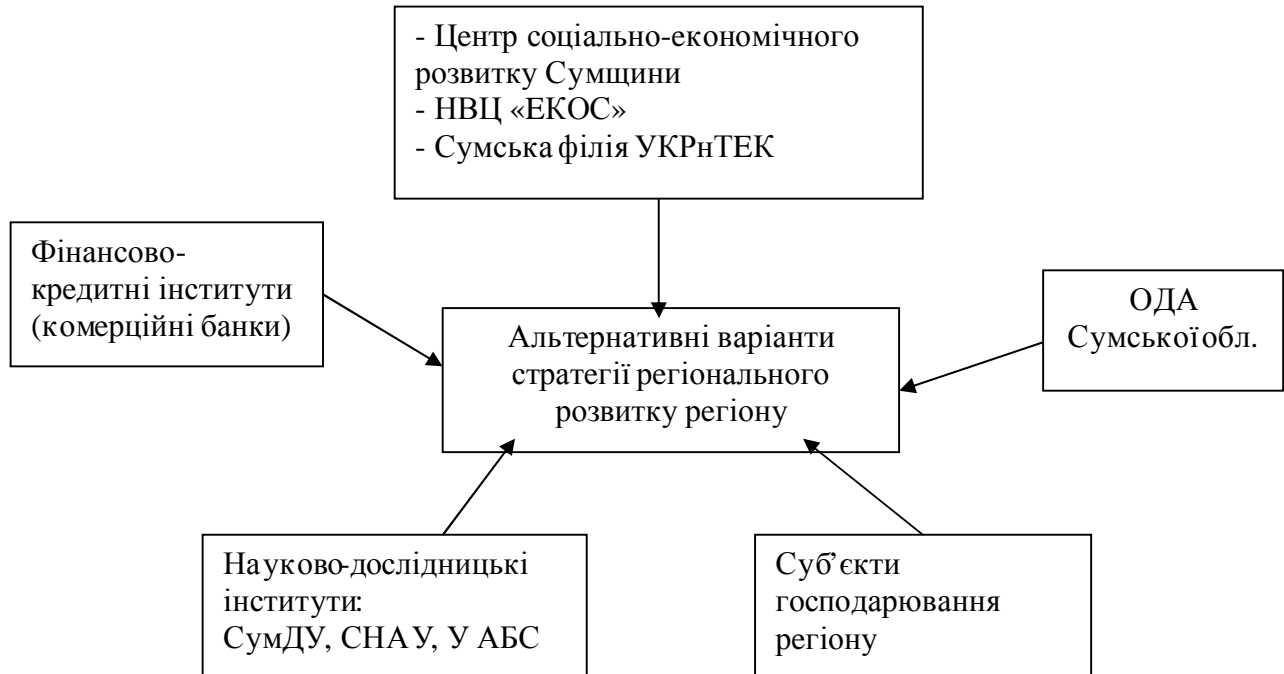 - Центр соціально-економічного
розвитку Сумщини
- НВЦ «ЕКОС»
- Сумська філія УКРнТЕК
Фінансово-
кредитні інститути
(комерційні банки)
ОДА
Сумської обл.
Альтернативні варіанти
стратегії регіонального
розвитку регіону
Науково-дослідницькі
інститути:
СумДУ, СНАУ, УАБС
Суб’єкти
господарювання
регіону